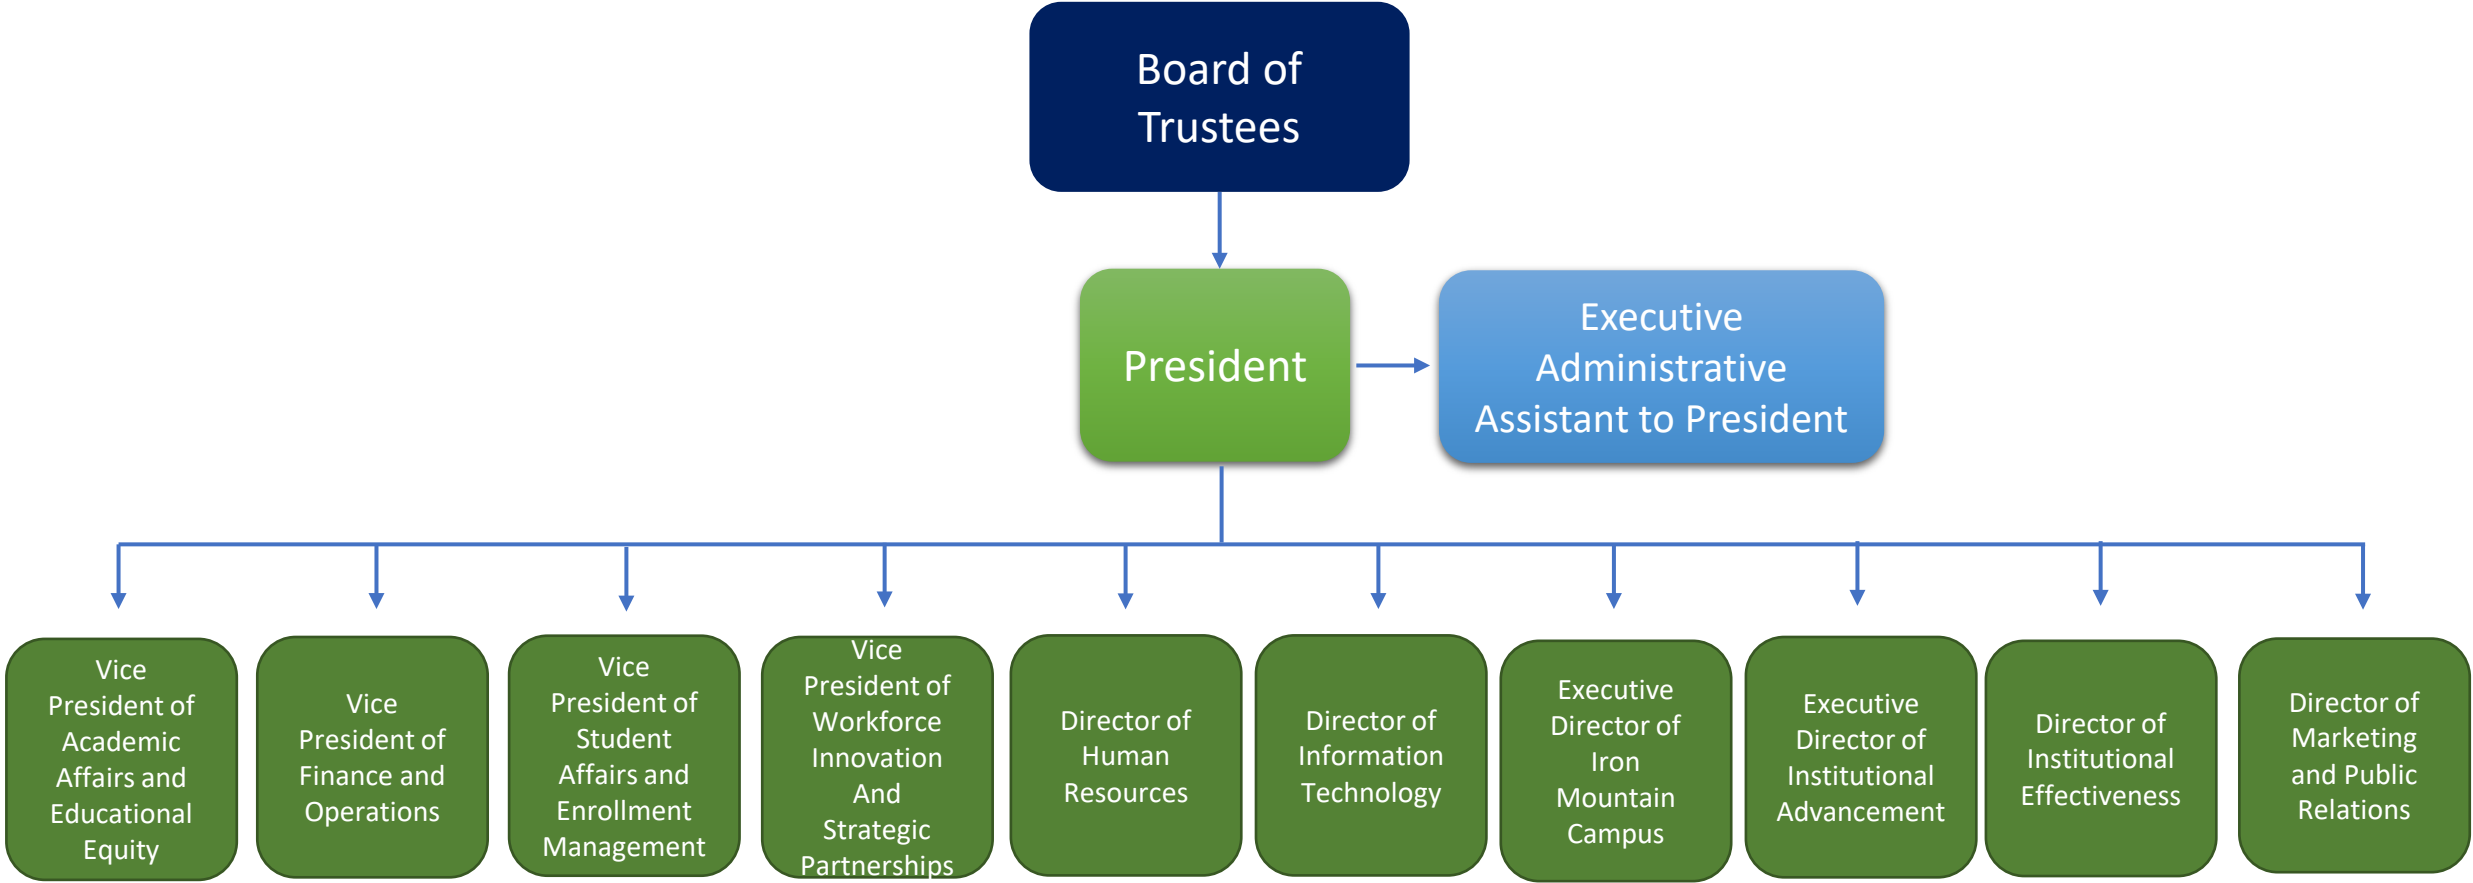 Board of
Trustees
President
Executive
Administrative
Assistant to President
Vice
President of
Academic
Affairs and
Educational
Equity
Vice
President of
Finance and
Operations
Vice
President of
Student
Affairs and
Enrollment
Management
Vice
President of
Workforce
Innovation
And
Strategic
Partnerships
Director of
Human
Resources
Director of
Information
Technology
Executive
Director of
Iron
Mountain
Campus
Executive
Director of
Institutional
Advancement
Director of
Institutional
Effectiveness
Director of
Marketing
and Public
Relations